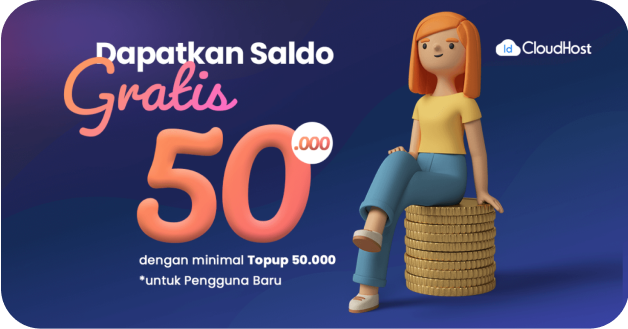 Dapatkan Saldo
Gratis
50.000
dengan minimal Topup 50.000
*untuk Pengguna Baru
Id CloudHost